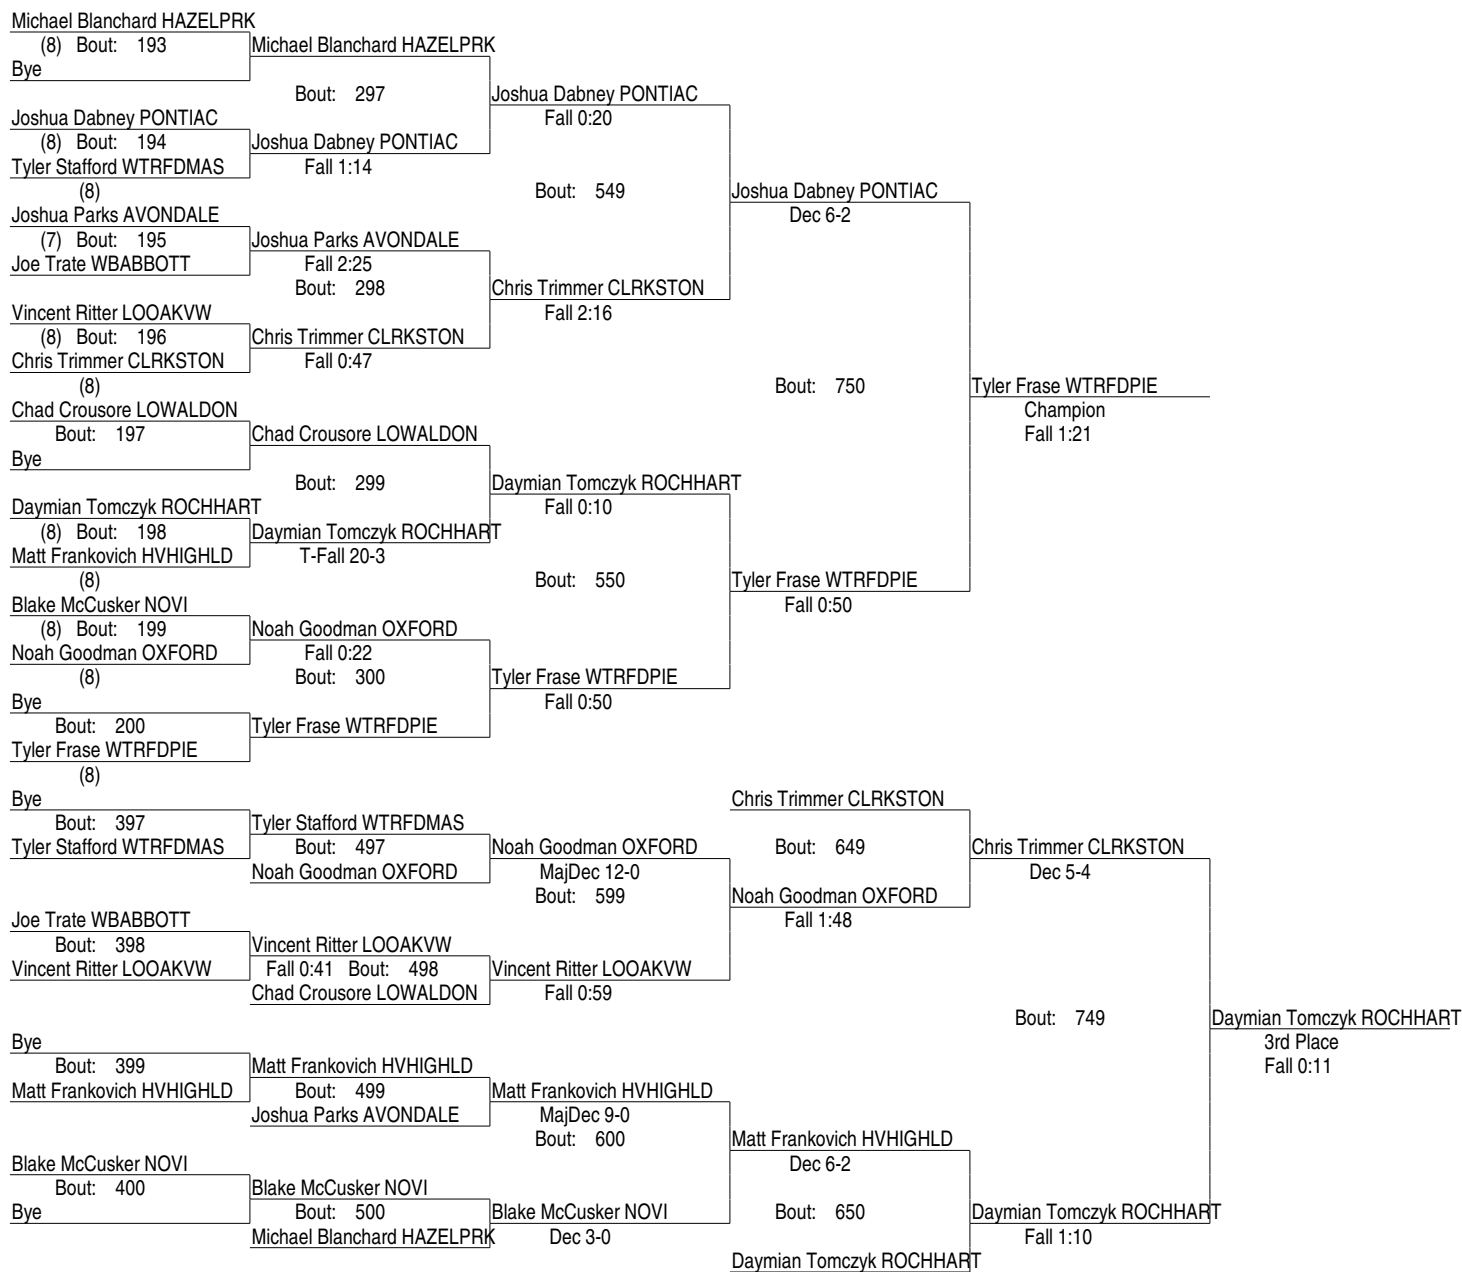 Michael Blanchard HAZELPRK
(8) Bout: 193
Michael Blanchard HAZELPRK
Bye
Bout: 297
Joshua Dabney PONTIAC
Joshua Dabney PONTIAC
Fall 0:20
(8) Bout: 194
Joshua Dabney PONTIAC
Tyler Stafford WTRFDMAS
Fall 1:14
(8)
Bout: 549
Joshua Dabney PONTIAC
Joshua Parks AVONDALE
Dec 6-2
(7) Bout: 195
Joshua Parks AVONDALE
Joe Trate WBABBOTT
Fall 2:25
Bout: 298
Chris Trimmer CLRKSTON
Vincent Ritter LOOAKVW
Fall 2:16
(8) Bout: 196
Chris Trimmer CLRKSTON
Chris Trimmer CLRKSTON
Fall 0:47
(8)
Bout: 750
Tyler Frase WTRFDPIE
Chad Crousore LOWALDON
Champion
Bout: 197
Chad Crousore LOWALDON
Fall 1:21
Bye
Bout: 299
Daymian Tomczyk ROCHHART
Daymian Tomczyk ROCHHART
Fall 0:10
(8) Bout: 198
Daymian Tomczyk ROCHHART
Matt Frankovich HVHIGHLD
T-Fall 20-3
(8)
Bout: 550
Tyler Frase WTRFDPIE
Blake McCusker NOVI
Fall 0:50
(8) Bout: 199
Noah Goodman OXFORD
Noah Goodman OXFORD
Fall 0:22
(8)
Bout: 300
Tyler Frase WTRFDPIE
Bye
Fall 0:50
Bout: 200
Tyler Frase WTRFDPIE
Tyler Frase WTRFDPIE
(8)
Bye
Chris Trimmer CLRKSTON
Bout: 397
Tyler Stafford WTRFDMAS
Tyler Stafford WTRFDMAS
Bout: 497
Noah Goodman OXFORD
Bout: 649
Chris Trimmer CLRKSTON
Noah Goodman OXFORD
MajDec 12-0
Dec 5-4
Bout: 599
Noah Goodman OXFORD
Joe Trate WBABBOTT
Fall 1:48
Bout: 398
Vincent Ritter LOOAKVW
Vincent Ritter LOOAKVW
Fall 0:41 Bout: 498
Vincent Ritter LOOAKVW
Chad Crousore LOWALDON
Fall 0:59
Bout: 749
Daymian Tomczyk ROCHHART
Bye
3rd Place
Bout: 399
Matt Frankovich HVHIGHLD
Fall 0:11
Matt Frankovich HVHIGHLD
Bout: 499
Matt Frankovich HVHIGHLD
Joshua Parks AVONDALE
MajDec 9-0
Bout: 600
Matt Frankovich HVHIGHLD
Blake McCusker NOVI
Dec 6-2
Bout: 400
Blake McCusker NOVI
Bye
Bout: 500
Blake McCusker NOVI
Bout: 650
Daymian Tomczyk ROCHHART
Michael Blanchard HAZELPRK
Dec 3-0
Fall 1:10
Daymian Tomczyk ROCHHART